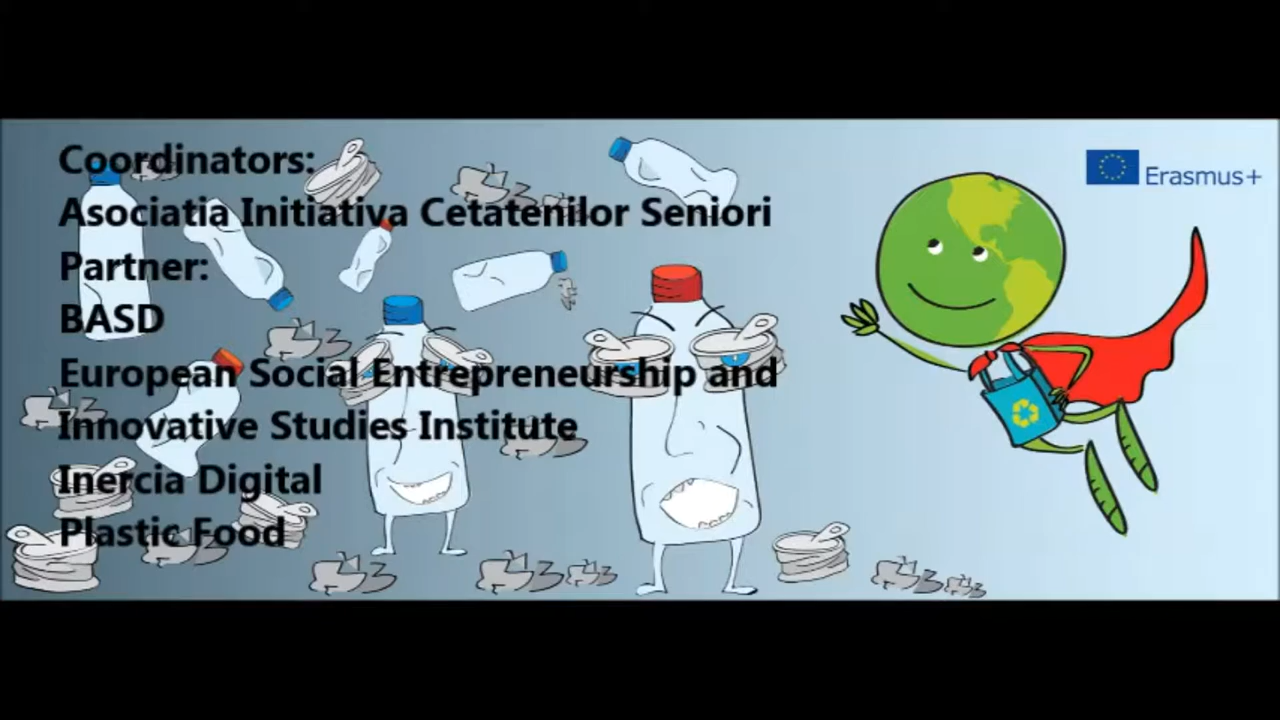 Coordinators:
Asociatia Initiativa Cetatenilor Seniori
Partner:
BASD
European Social Entrepreneurship and
Innovative Studies Institute
Inercia Digital
Plastic Food
Erasmus+